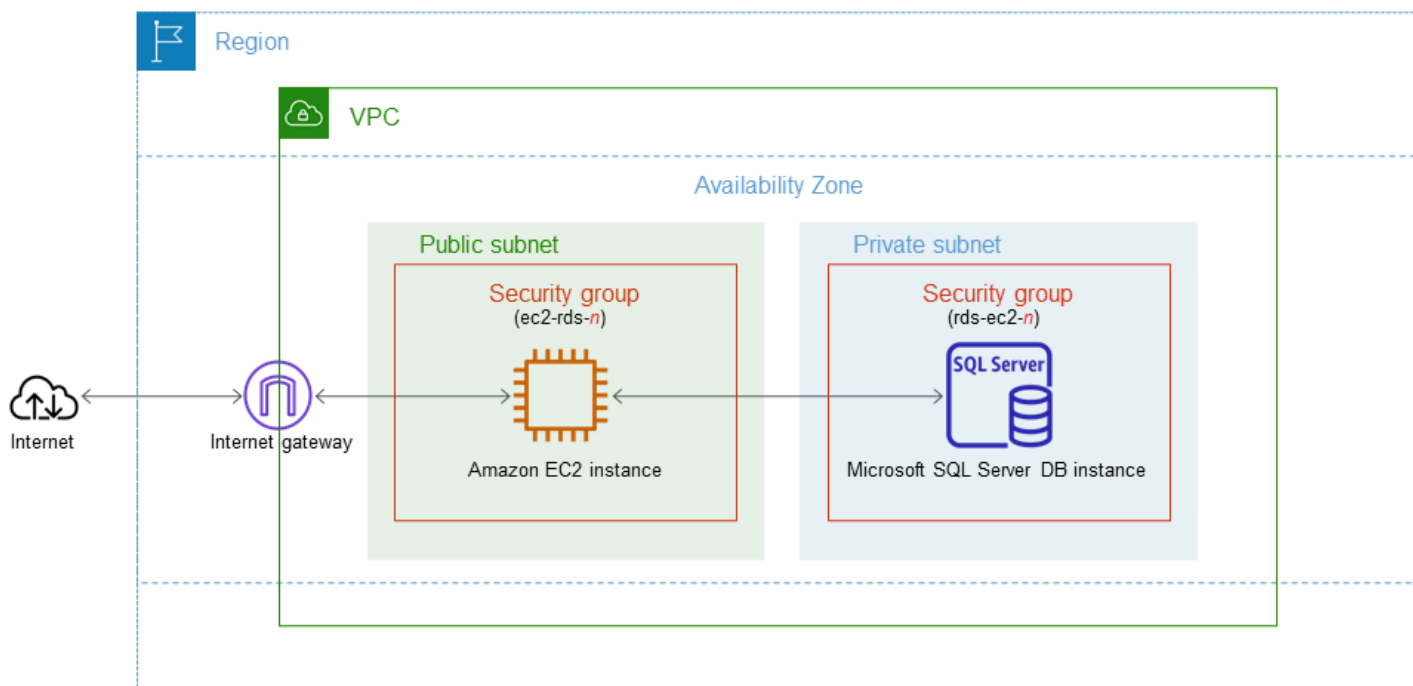 Region
VPC
Availability Zone
Public subnet
Private subnet
Security group
(ec2-rds-n)
Security group
(rds-ec2-n)
SQL Server
Internet
Internet gateway
Amazon EC2 instance
Microsoft SQL Server DB instance